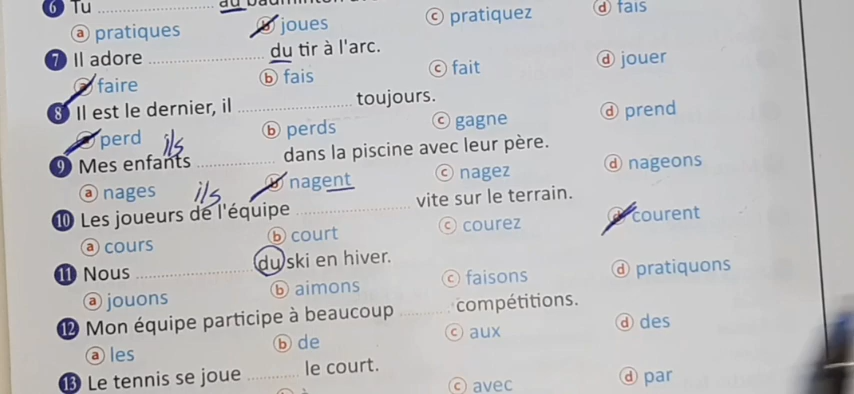 6 Tu .......... au
a pratiques b joues c pratiquez d fais
7 Il adore .......... du tir à l'arc.
a faire b fais c fait d jouer
8 Il est le dernier, il .......... toujours.
a perd b perds c gagne d prend
ils
9 Mes enfants .......... dans la piscine avec leur père.
a nages b nagent c nagez d nageons
ils
10 Les joueurs de l'équipe .......... vite sur le terrain.
a cours b court c courez d courent
11 Nous .......... du ski en hiver.
a jouons b aimons c faisons d pratiquons
12 Mon équipe participe à beaucoup .......... compétitions.
a les b de c aux d des
13 Le tennis se joue .......... le court.
c avec d par